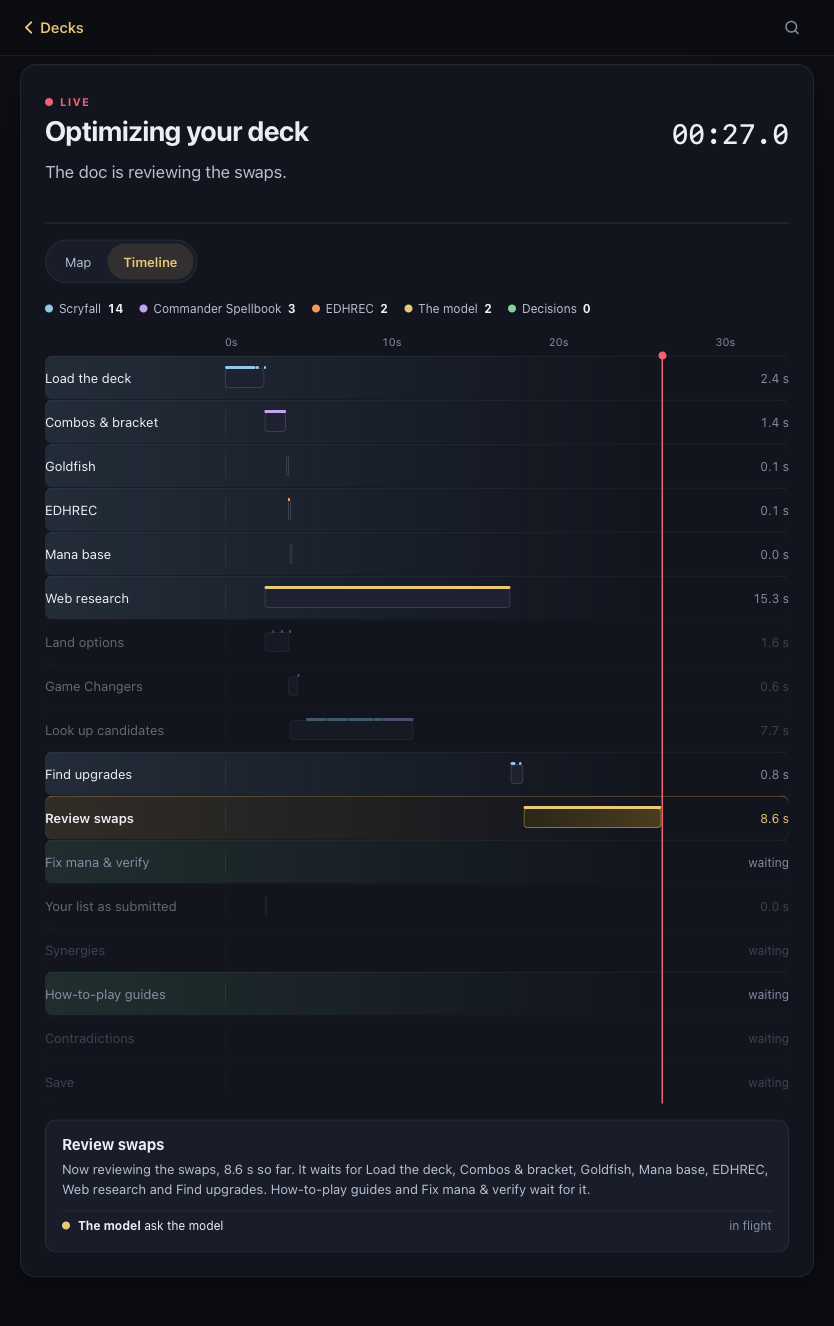 Decks
LIVE
Optimizing your deck
00:27.0
The doc is reviewing the swaps.
Map Timeline
Scryfall 14 Commander Spellbook 3 EDHREC 2 The model 2 Decisions 0
0s 10s 20s 30s
Load the deck 2.4 s
Combos & bracket 1.4 s
Goldfish 0.1 s
EDHREC 0.1 s
Mana base 0.0 s
Web research 15.3 s
Land options 1.6 s
Game Changers 0.6 s
Look up candidates 7.7 s
Find upgrades 0.8 s
Review swaps 8.6 s
Fix mana & verify waiting
Your list as submitted 0.0 s
Synergies waiting
How-to-play guides waiting
Contradictions waiting
Save waiting
Review swaps
Now reviewing the swaps, 8.6 s so far. It waits for Load the deck, Combos & bracket, Goldfish, Mana base, EDHREC,
Web research and Find upgrades. How-to-play guides and Fix mana & verify wait for it.
The model ask the model in flight